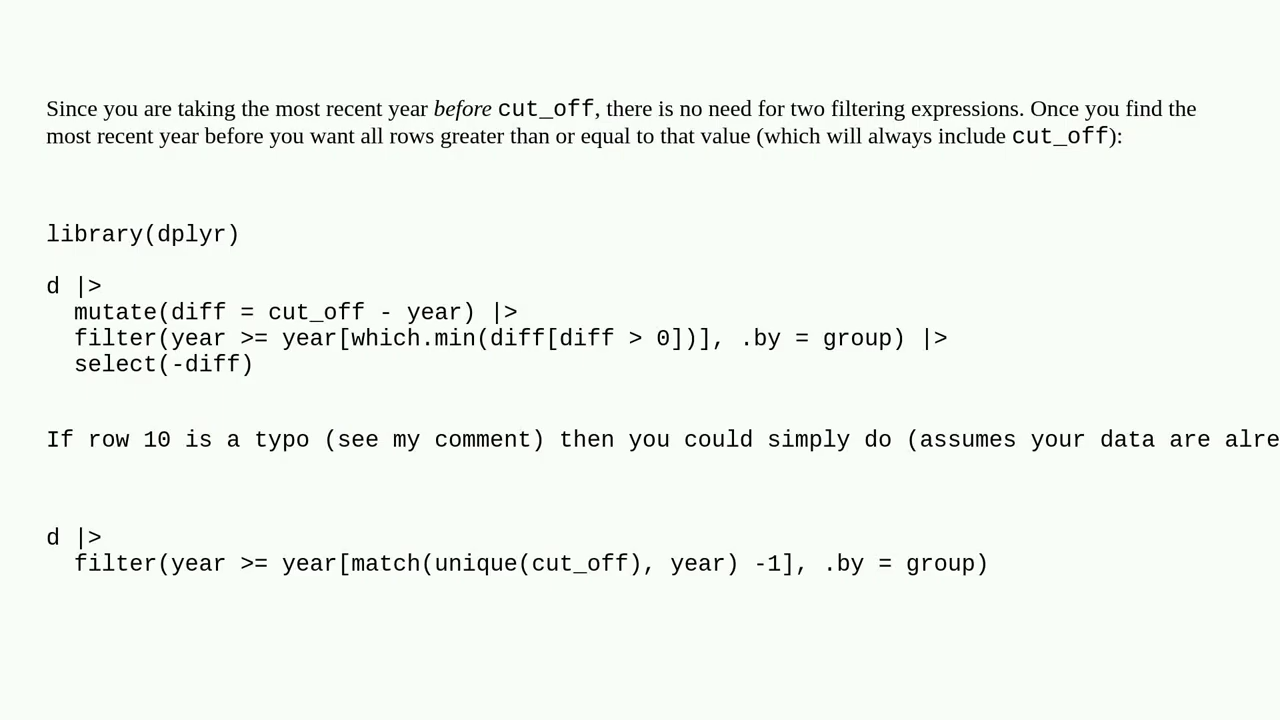 Since you are taking the most recent year before cut_off, there is no need for two filtering expressions. Once you find the
most recent year before you want all rows greater than or equal to that value (which will always include cut_off):
library(dplyr)
d |>
  mutate(diff = cut_off - year) |>
  filter(year >= year[which.min(diff[diff > 0])], .by = group) |>
  select(-diff)
If row 10 is a typo (see my comment) then you could simply do (assumes your data are
d |>
  filter(year >= year[match(unique(cut_off), year) -1], .by = group)